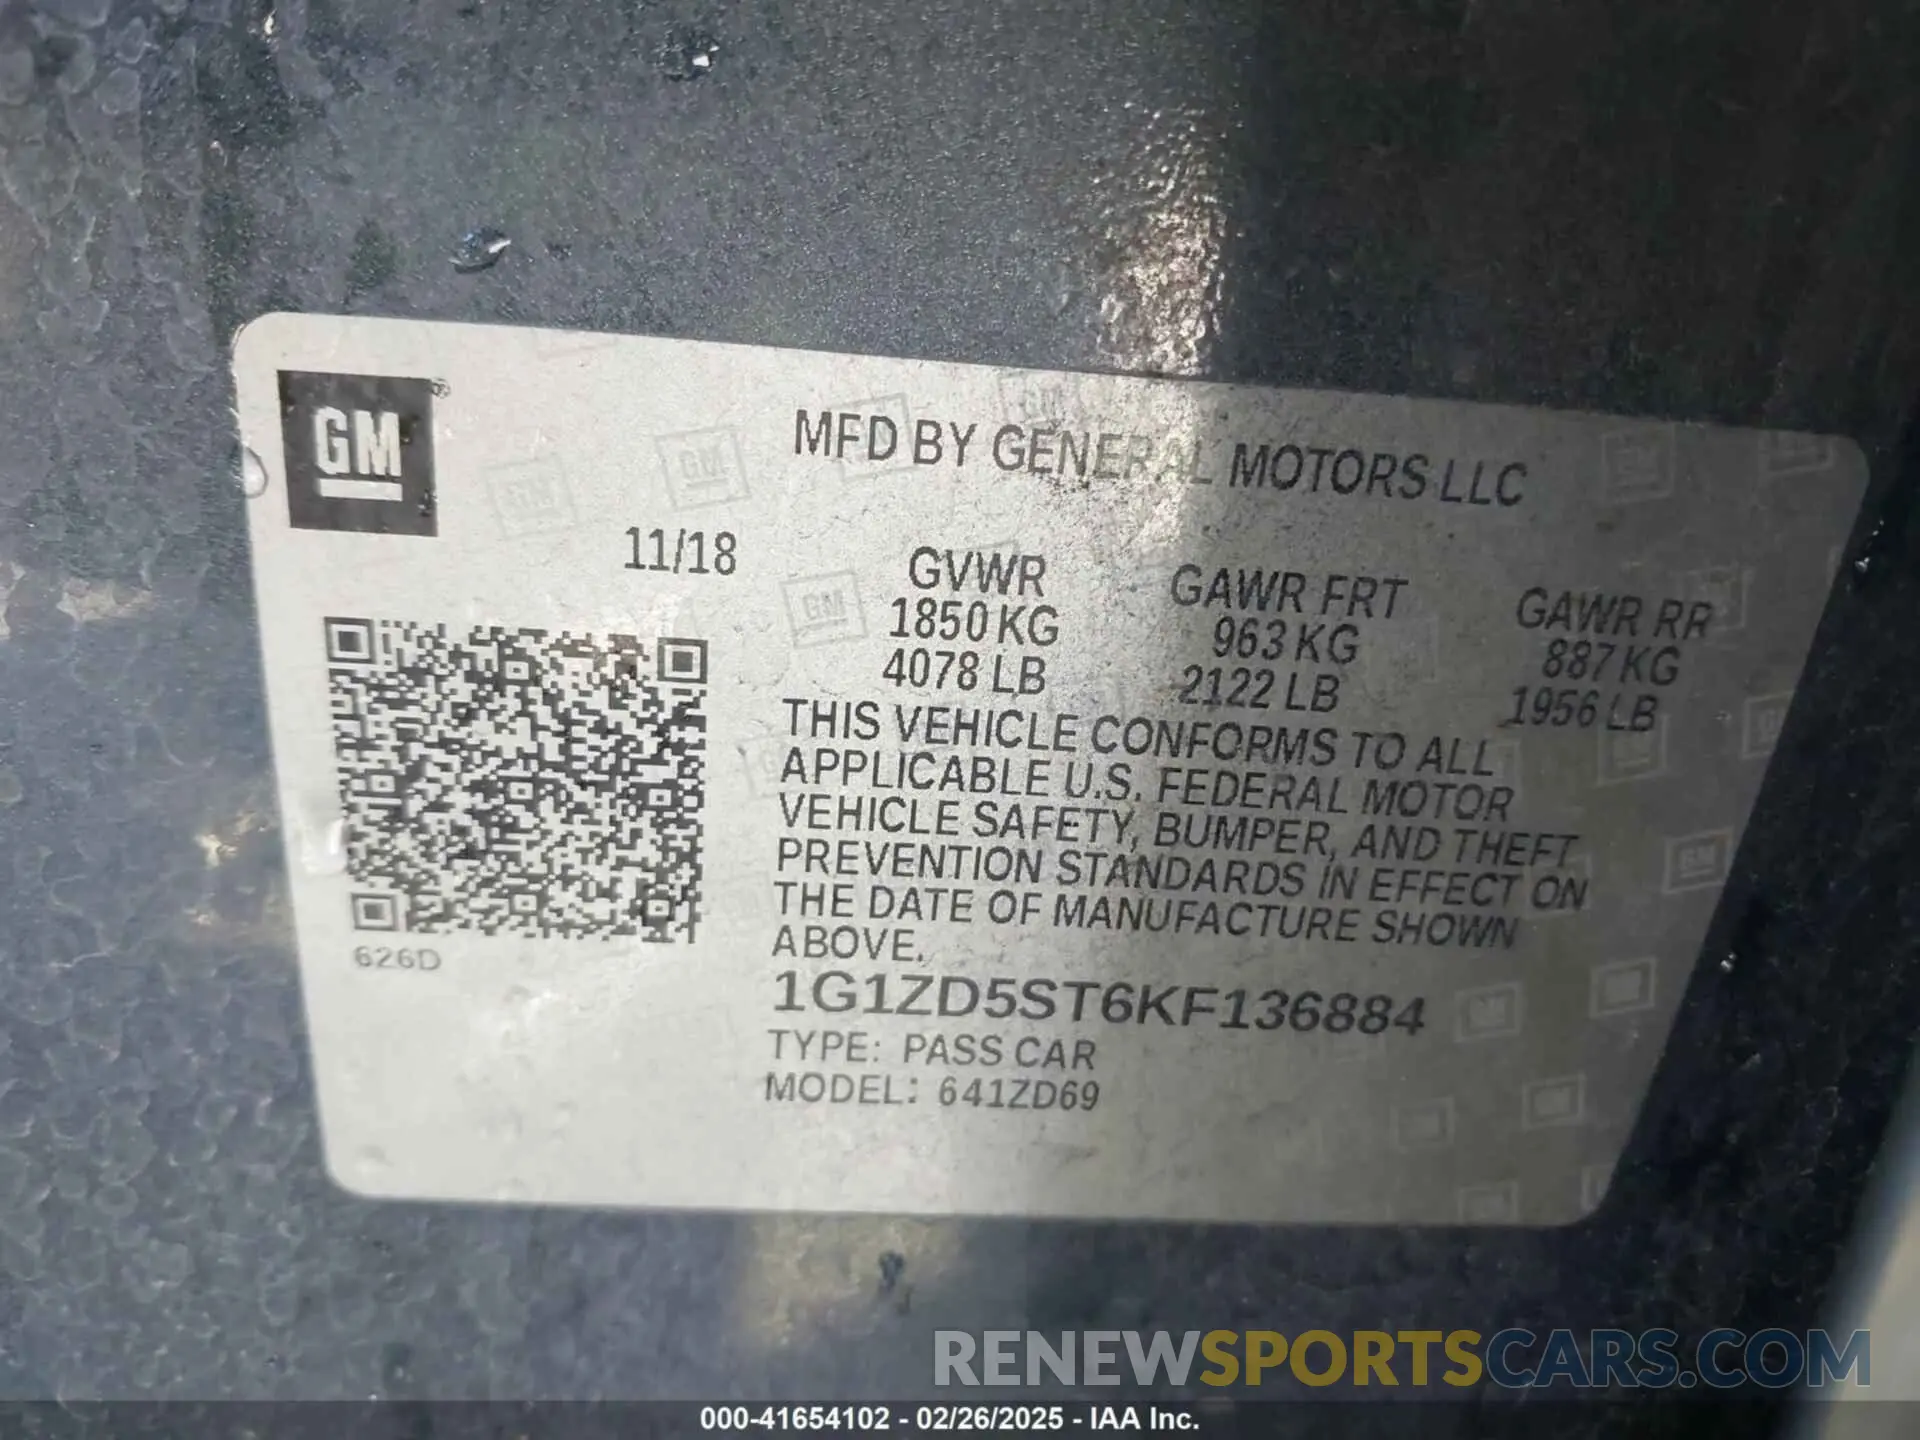 GM ®
MFD BY GENERAL MOTORS LLC
11/18
GVWR GAWR FRT GAWR RR
1850 KG 963 KG 887 KG
4078 LB 2122 LB 1956 LB
THIS VEHICLE CONFORMS TO ALL
APPLICABLE U.S. FEDERAL MOTOR
VEHICLE SAFETY, BUMPER, AND THEFT
PREVENTION STANDARDS IN EFFECT ON
THE DATE OF MANUFACTURE SHOWN
ABOVE.
626D
1G1ZD5ST6KF136884
TYPE: PASS CAR
MODEL: 641ZD69
RENEWSPORTSCARS.COM
000-41654102 - 02/26/2025 - IAA Inc.